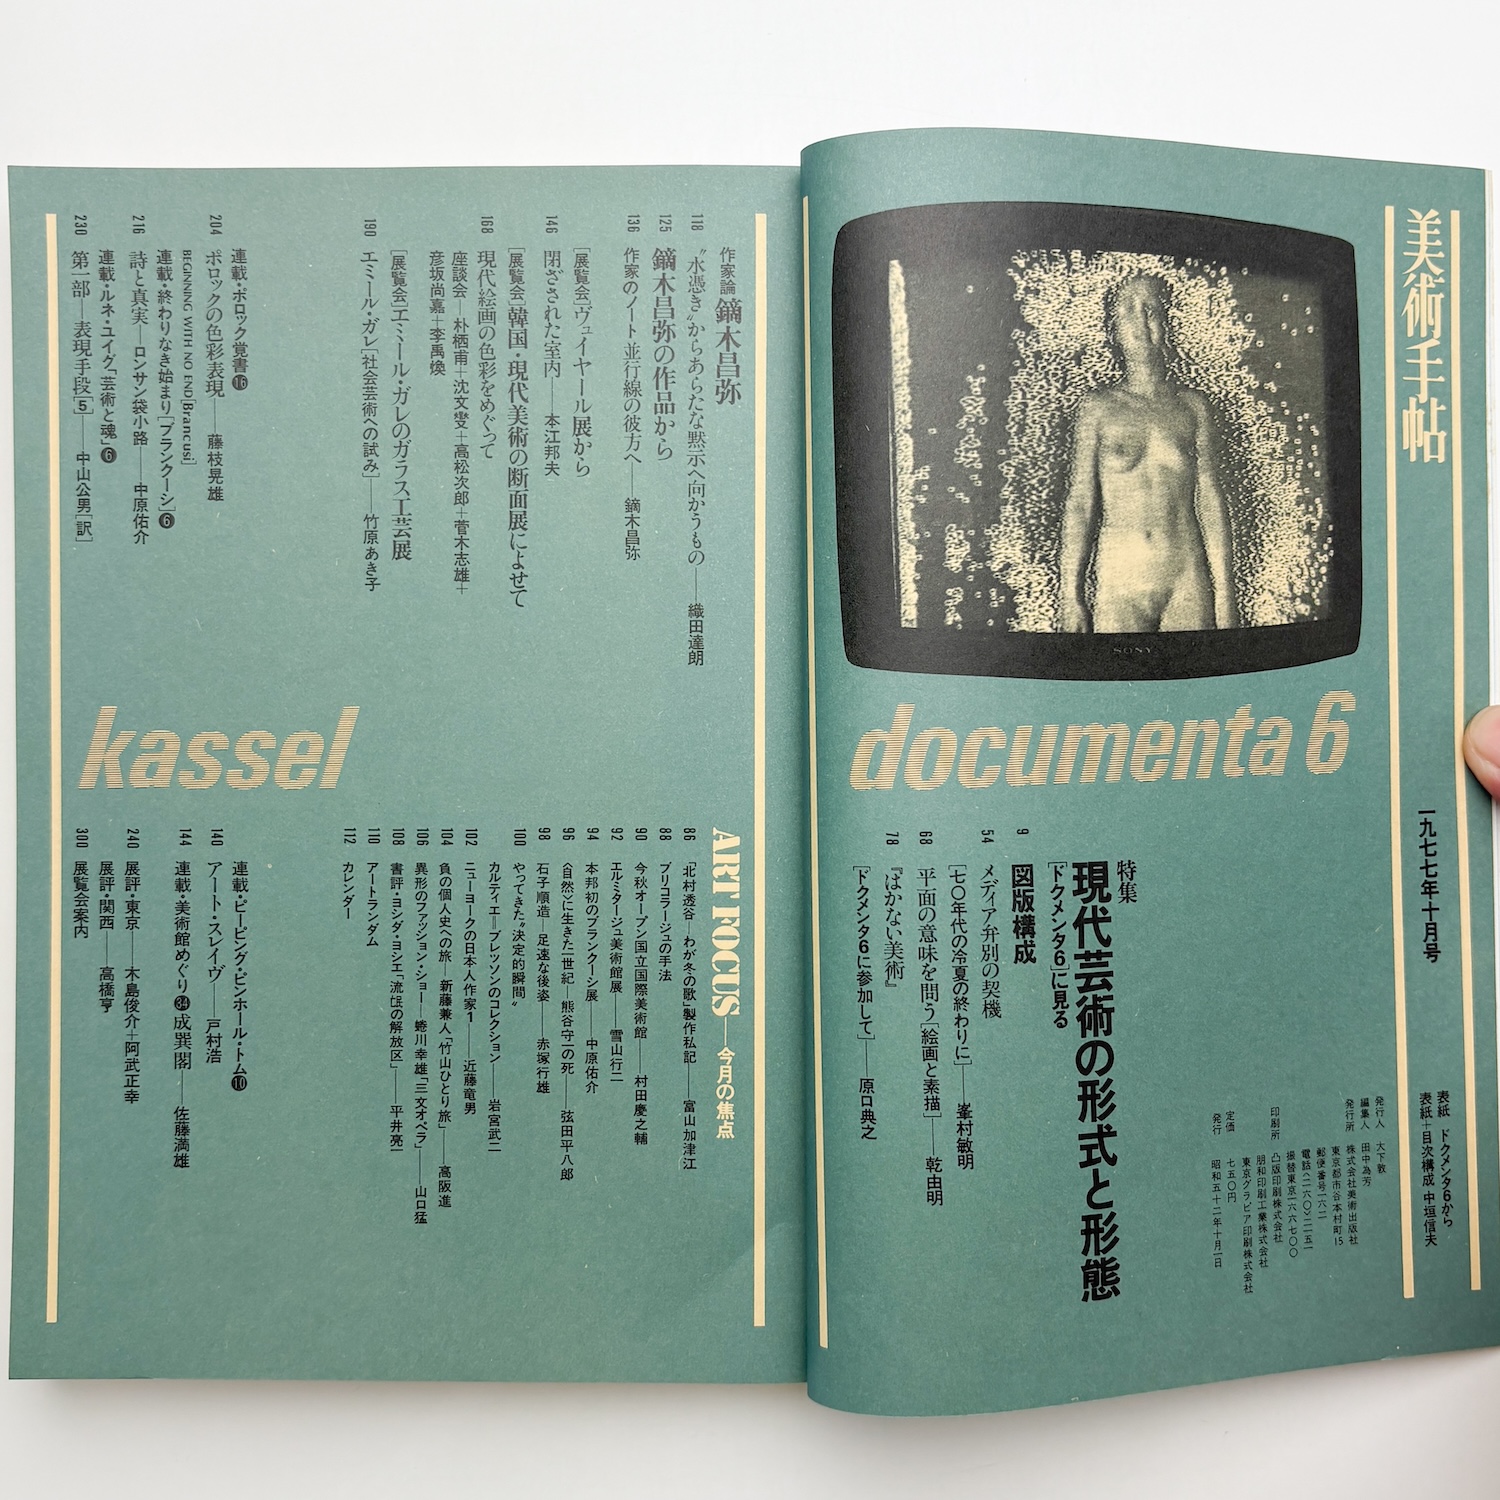 美術手帖
一九七七年十月号
表紙 ドクメンタ6から
表紙+目次構成 中垣信夫
発行人 大下敦
編集人 田中為芳
発行所 株式会社美術出版社
東京都市谷本村町15
郵便番号一六二
電話<二六〇>二一五一
振替東京一六六七〇〇
印刷所 凸版印刷株式会社
朋和印刷工業株式会社
東京グラビア印刷株式会社
定価 七五〇円
発行 昭和五十二年十月一日
SONY
documenta 6
特集
現代芸術の形式と形態
[ドクメンタ6]に見る
9 図版構成
54 メディア弁別の契機
[七〇年代の冷夏の終わりに]——峯村敏明
68 平面の意味を問う[絵画と素描]——乾由明
78 『はかない美術』
[ドクメンタ6に参加して]——原口典之
作家論 鏑木昌弥
118 “水憑き”からあらたな黙示へ向かうもの——織田達朗
125 鏑木昌弥の作品から
136 作家のノート 並行線の彼方へ——鏑木昌弥
[展覧会]ヴュイヤール展から
146 閉ざされた室内——本江邦夫
[展覧会]韓国・現代美術の断面展によせて
168 現代絵画の色彩をめぐって
座談会—朴栖甫+沈文燮+高松次郎+菅木志雄+
彦坂尚嘉+李禹煥
[展覧会]エミール・ガレのガラス工芸展
190 エミール・ガレ[社会芸術への試み]——竹原あき子
連載・ポロック覚書16
204 ポロックの色彩表現——藤枝晃雄
BEGINNING WITH NO END[Brancusi]
連載・終わりなき始まり[ブランクーシ]6
216 詩と真実—ロンサン袋小路——中原佑介
連載・ルネ・ユイグ「芸術と魂」6
230 第一部—表現手段[5]——中山公男[訳]
kassel
ART FOCUS——今月の焦点
86 「北村透谷—わが冬の歌」製作私記——富山加津江
88 ブリコラージュの手法
90 今秋オープン国立国際美術館——村田慶之輔
92 エルミタージュ美術館展——雪山行二
94 本邦初のブランクーシ展——中原佑介
96 〈自然〉に生きた一世紀—熊谷守一の死——弦田平八郎
98 石子順造—足速な後姿——赤塚行雄
100 やってきた“決定的瞬間”
カルティエ=ブレッソンのコレクション——岩宮武二
102 ニューヨークの日本人作家1——近藤竜男
104 負の個人史への旅—新藤兼人「竹山ひとり旅」——高阪進
106 異形のファッション・ショー—蜷川幸雄「三文オペラ」——山口猛
108 書評・ヨシダ・ヨシエ「流氓の解放区」——平井亮一
110 アートランダム
112 カレンダー
連載・ピーピング・ピンホール・トム10
140 アート・スレイヴ——戸村浩
144 連載・美術館めぐり84成巽閣——佐藤満雄
240 展評・東京——木島俊介+阿武正幸
展評・関西——高橋亨
300 展覧会案内